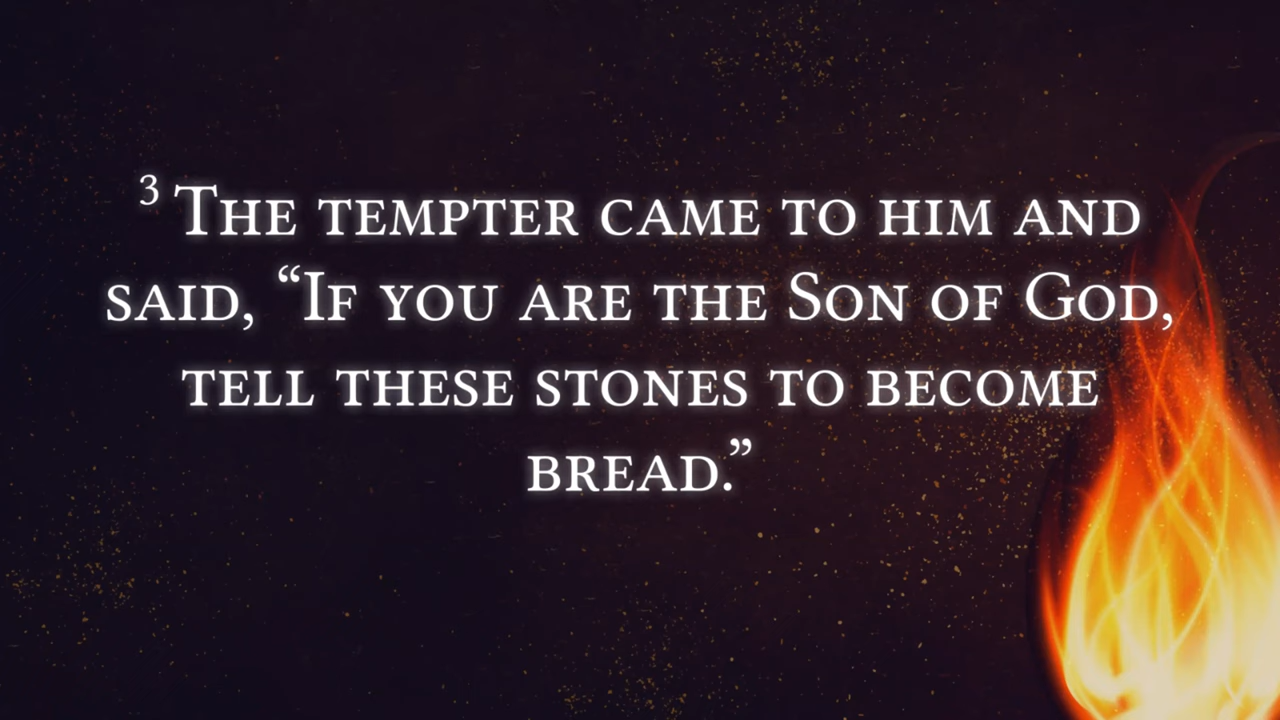 ³ The tempter came to him and
said, “If you are the Son of God,
tell these stones to become
bread.”